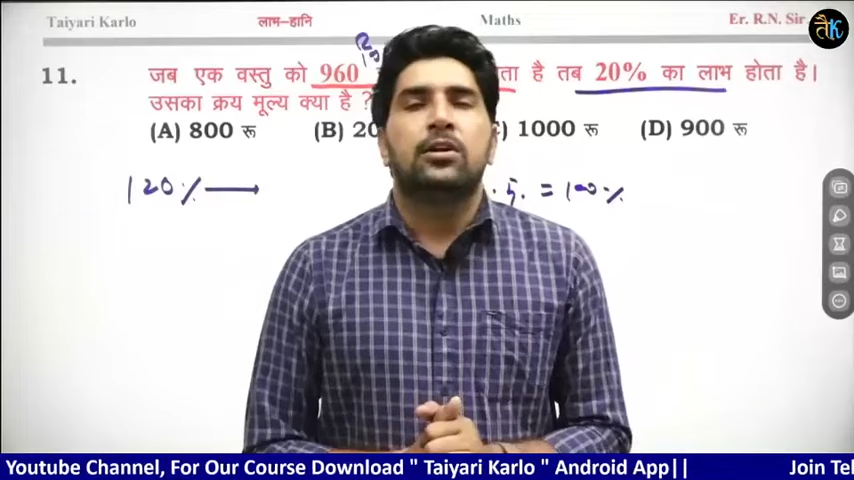 Taiyari Karlo लाभ-हानि Maths Er. R.N. Sir
11. जब एक वस्तु को 960 है तब 20% का लाभ होता है।
उसका क्रय मूल्य क्या है ?
(A) 800 रू (B) 1000 रू (D) 900 रू
120% = 100%
Youtube Channel, For Our Course Download " Taiyari Karlo " Android App|| Join Tel